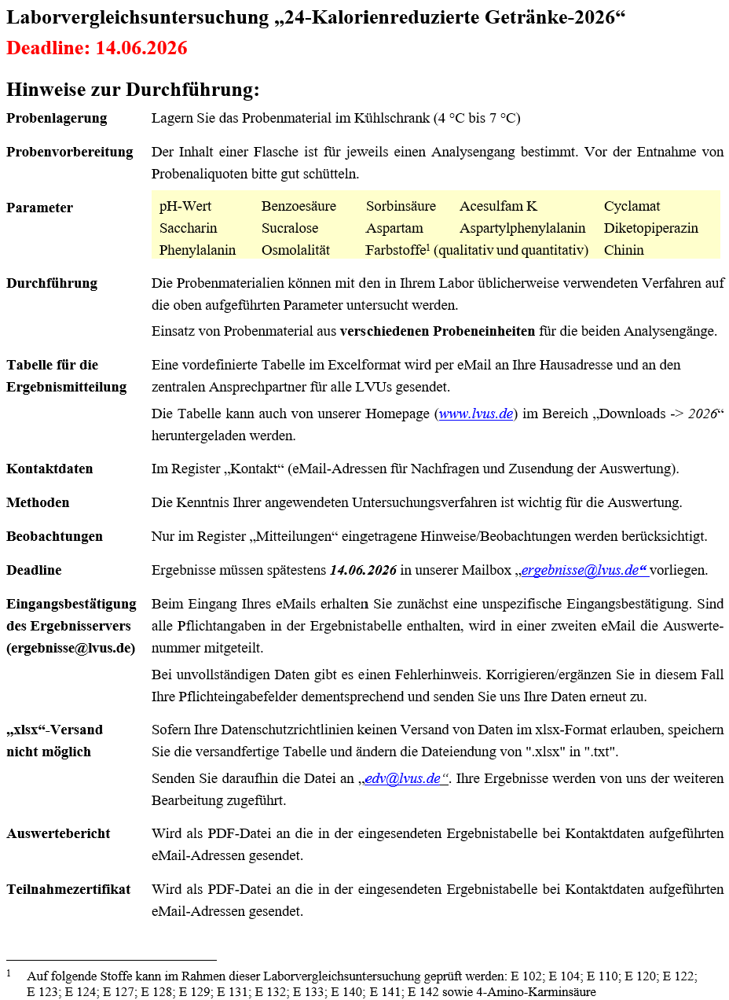 Laborvergleichsuntersuchung „24-Kalorienreduzierte Getränke-2026“
Deadline: 14.06.2026
Hinweise zur Durchführung:
Probenlagerung Lagern Sie das Probenmaterial im Kühlschrank (4 °C bis 7 °C)
Probenvorbereitung Der Inhalt einer Flasche ist für jeweils einen Analysengang bestimmt. Vor der Entnahme von
Probenaliquoten bitte gut schütteln.
Parameter pH-Wert Benzoesäure Sorbinsäure Acesulfam K Cyclamat
Saccharin Sucralose Aspartam Aspartylphenylalanin Diketopiperazin
Phenylalanin Osmolalität Farbstoffe¹ (qualitativ und quantitativ) Chinin
Durchführung Die Probenmaterialien können mit den in Ihrem Labor üblicherweise verwendeten Verfahren auf
die oben aufgeführten Parameter untersucht werden.
Einsatz von Probenmaterial aus verschiedenen Probeneinheiten für die beiden Analysengänge.
Tabelle für die Eine vordefinierte Tabelle im Excelformat wird per eMail an Ihre Hausadresse und an den
Ergebnismitteilung zentralen Ansprechpartner für alle LVUs gesendet.
Die Tabelle kann auch von unserer Homepage (www.lvus.de) im Bereich „Downloads -> 2026“
heruntergeladen werden.
Kontaktdaten Im Register „Kontakt“ (eMail-Adressen für Nachfragen und Zusendung der Auswertung).
Methoden Die Kenntnis Ihrer angewendeten Untersuchungsverfahren ist wichtig für die Auswertung.
Beobachtungen Nur im Register „Mitteilungen“ eingetragene Hinweise/Beobachtungen werden berücksichtigt.
Deadline Ergebnisse müssen spätestens 14.06.2026 in unserer Mailbox „ergebnisse@lvus.de“ vorliegen.
Eingangsbestätigung Beim Eingang Ihres eMails erhalten Sie zunächst eine unspezifische Eingangsbestätigung. Sind
des Ergebnisservers alle Pflichtangaben in der Ergebnistabelle enthalten, wird in einer zweiten eMail die Auswerte-
(ergebnisse@lvus.de) nummer mitgeteilt.
Bei unvollständigen Daten gibt es einen Fehlerhinweis. Korrigieren/ergänzen Sie in diesem Fall
Ihre Pflichteingabefelder dementsprechend und senden Sie uns Ihre Daten erneut zu.
„xlsx“-Versand Sofern Ihre Datenschutzrichtlinien keinen Versand von Daten im xlsx-Format erlauben, speichern
nicht möglich Sie die versandfertige Tabelle und ändern die Dateiendung von ".xlsx" in ".txt".
Senden Sie daraufhin die Datei an „edv@lvus.de“. Ihre Ergebnisse werden von uns der weiteren
Bearbeitung zugeführt.
Auswertebericht Wird als PDF-Datei an die in der eingesendeten Ergebnistabelle bei Kontaktdaten aufgeführten
eMail-Adressen gesendet.
Teilnahmezertifikat Wird als PDF-Datei an die in der eingesendeten Ergebnistabelle bei Kontaktdaten aufgeführten
eMail-Adressen gesendet.
1 Auf folgende Stoffe kann im Rahmen dieser Laborvergleichsuntersuchung geprüft werden: E 102; E 104; E 110; E 120; E 122;
E 123; E 124; E 127; E 128; E 129; E 131; E 132; E 133; E 140; E 141; E 142 sowie 4-Amino-Karminsäure